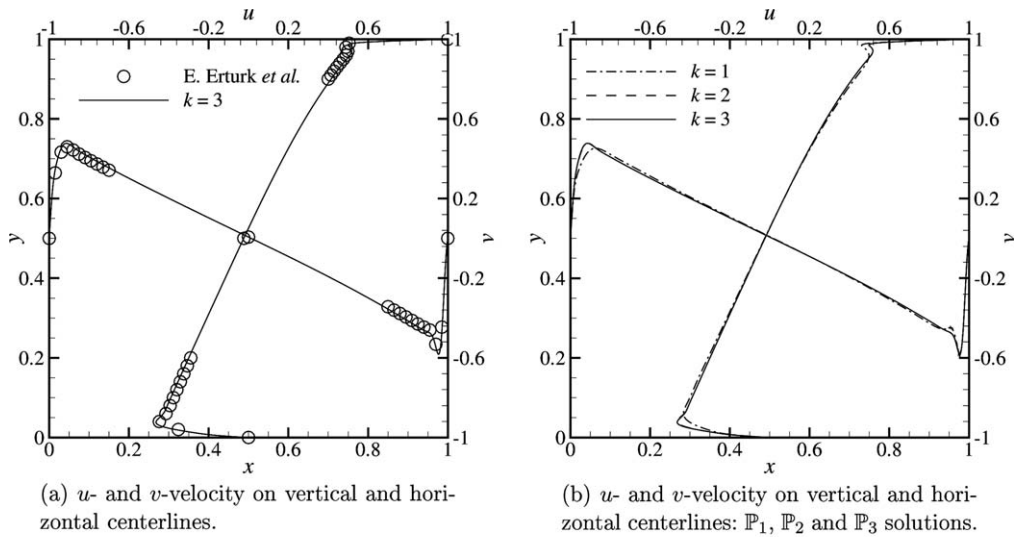 -1 -0.6 -0.2 u 0.2 0.6 1
1
0.8
0.6
y
0.4
0.2
0
E. Erturk et al.
k = 3
1
0.6
0.2
v
-0.2
-0.6
-1
0 0.2 0.4 0.6 0.8 1
x
(a) u- and v-velocity on vertical and hori-
zontal centerlines.
-1 -0.6 -0.2 u 0.2 0.6 1
1
0.8
0.6
y
0.4
0.2
0
k = 1
k = 2
k = 3
1
0.6
0.2
v
-0.2
-0.6
-1
0 0.2 0.4 0.6 0.8 1
x
(b) u- and v-velocity on vertical and hori-
zontal centerlines: ℙ₁, ℙ₂ and ℙ₃ solutions.